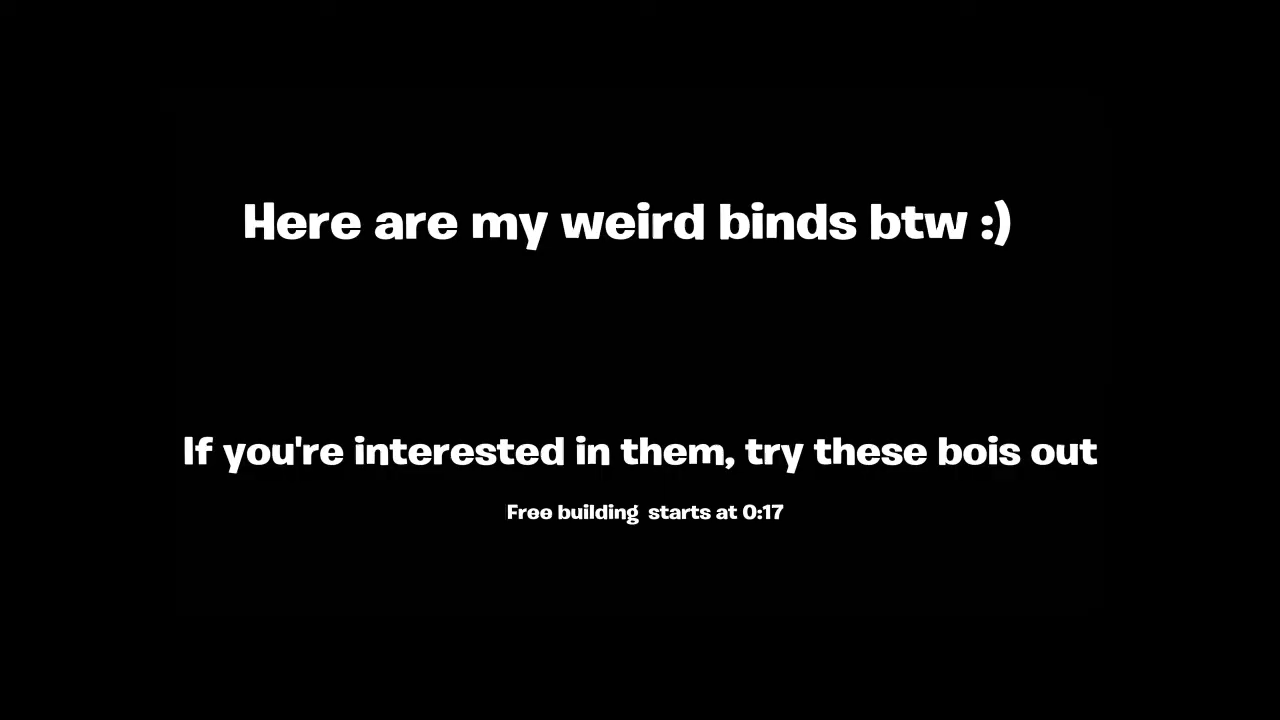 Here are my weird binds btw :)
If you're interested in them, try these bois out
Free building  starts at 0:17